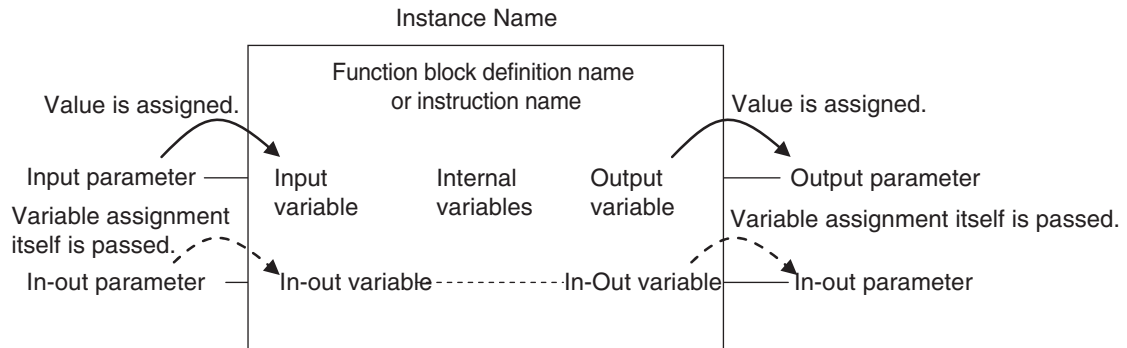 Instance Name
Function block definition name
or instruction name
Value is assigned.
Value is assigned.
Input parameter
Input
variable
Internal
variables
Output
variable
Output parameter
Variable assignment
itself is passed.
Variable assignment itself is passed.
In-out parameter
In-out variable
In-Out variable
In-out parameter